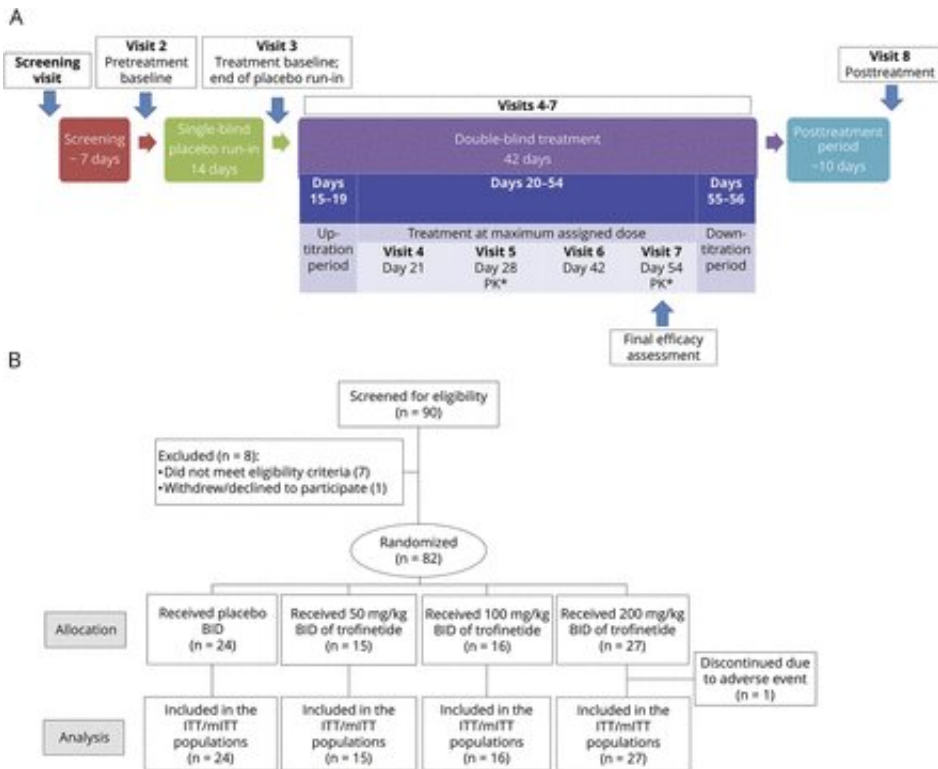 A
Screening
visit
Visit 2
Pretreatment
baseline
Visit 3
Treatment baseline;
end of placebo run-in
Visit 8
Posttreatment
Visits 4-7
Screening
~ 7 days
Single-blind
placebo run-in
14 days
Double-blind treatment
42 days
Posttreatment
period
~10 days
Days
15–19
Days 20–54
Days
55–56
Up-
titration
period
Treatment at maximum assigned dose
Visit 4
Day 21
Visit 5
Day 28
PK*
Visit 6
Day 42
Visit 7
Day 54
PK*
Down-
titration
period
Final efficacy
assessment
B
Screened for eligibility
(n = 90)
Excluded (n = 8):
•Did not meet eligibility criteria (7)
•Withdrew/declined to participate (1)
Randomized
(n = 82)
Allocation
Received placebo
BID
(n = 24)
Received 50 mg/kg
BID of trofinetide
(n = 15)
Received 100 mg/kg
BID of trofinetide
(n = 16)
Received 200 mg/kg
BID of trofinetide
(n = 27)
Discontinued due
to adverse event
(n = 1)
Analysis
Included in the
ITT/mITT
populations
(n = 24)
Included in the
ITT/mITT
populations
(n = 15)
Included in the
ITT/mITT
populations
(n = 16)
Included in the
ITT/mITT
populations
(n = 27)